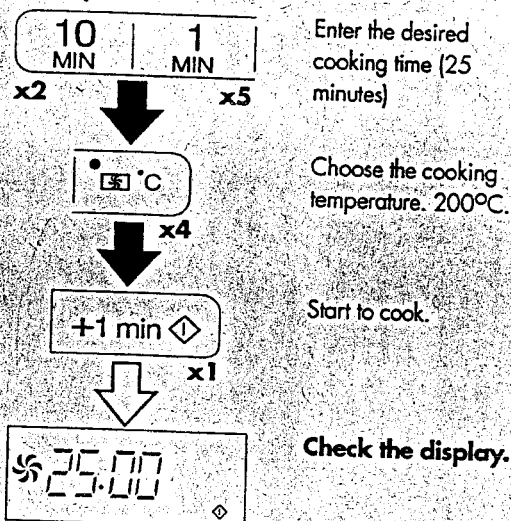 10 MIN 1 MIN
x2 x5
Enter the desired
cooking time (25
minutes)
°C
x4
Choose the cooking
temperature. 200°C.
+1 min
x1
Start to cook.
25.00
Check the display.